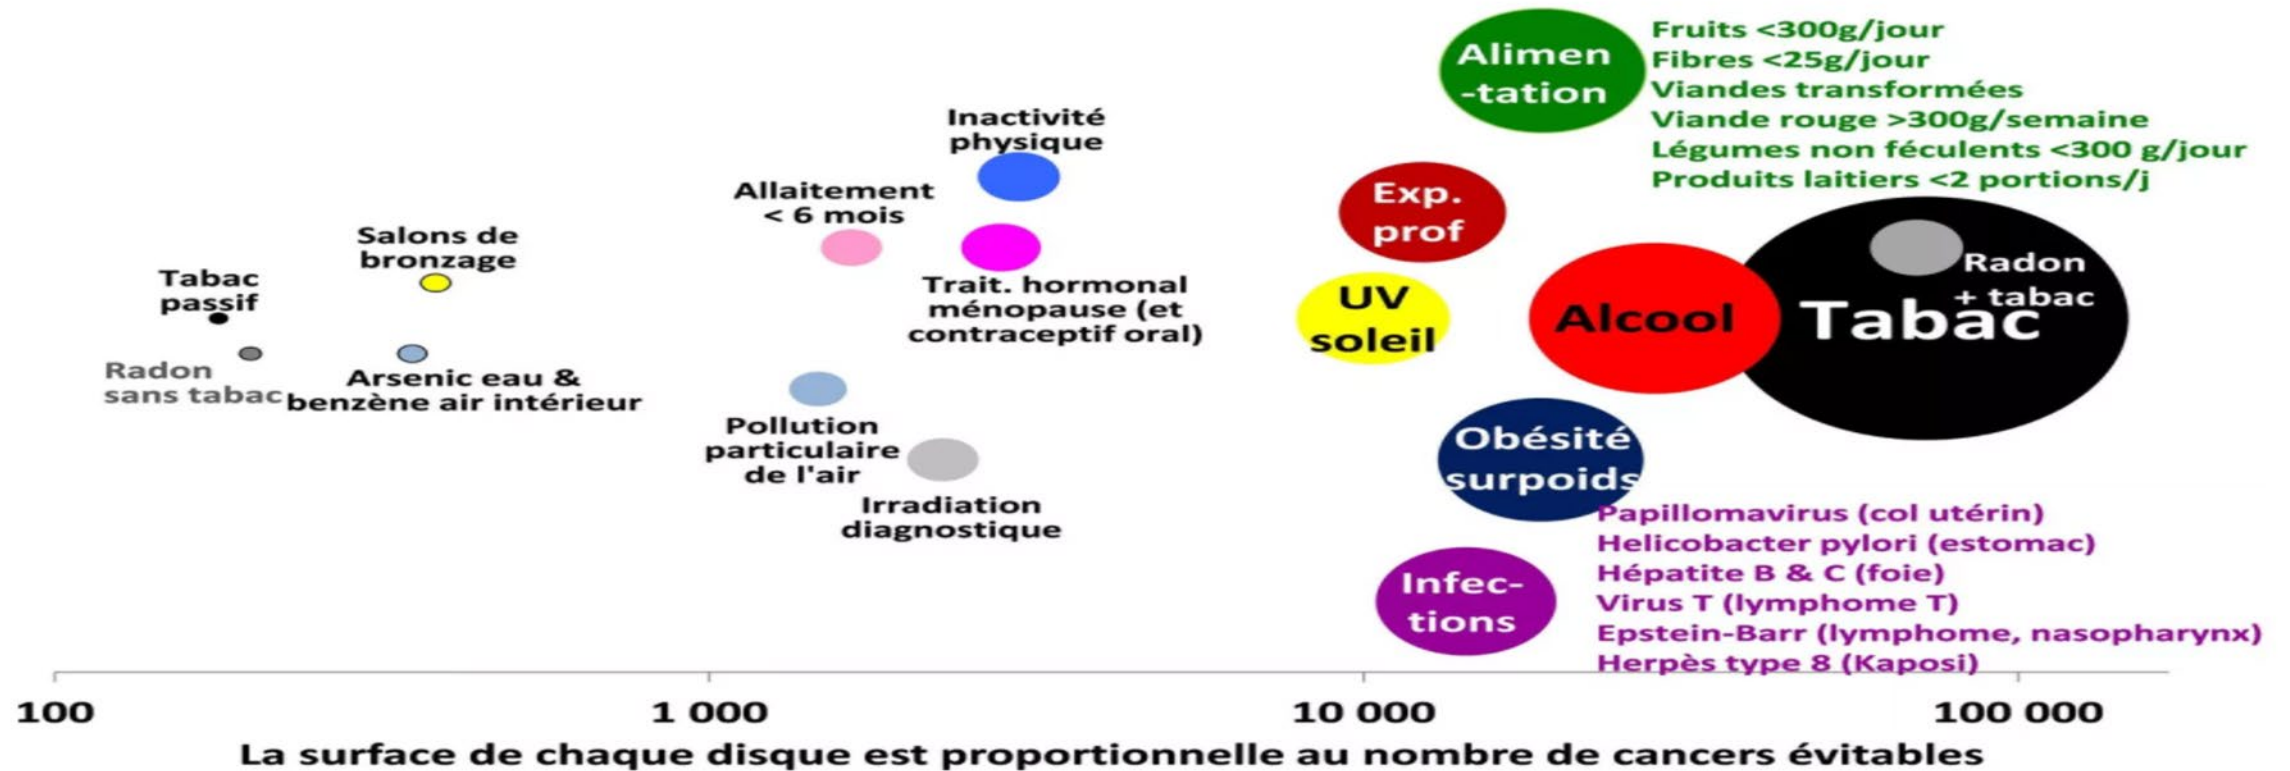 Alimen
-tation
Fruits <300g/jour
Fibres <25g/jour
Viandes transformées
Viande rouge >300g/semaine
Légumes non féculents <300 g/jour
Produits laitiers <2 portions/j
Inactivité
physique
Allaitement
< 6 mois
Exp.
prof
Salons de
bronzage
Tabac
passif
Trait. hormonal
ménopause (et
contraceptif oral)
UV
soleil
Alcool
Radon
+ tabac
Tabac
Radon
sans tabac
Arsenic eau &
benzène air intérieur
Pollution
particulaire
de l'air
Irradiation
diagnostique
Obésité
surpoids
Infec-
tions
Papillomavirus (col utérin)
Helicobacter pylori (estomac)
Hépatite B & C (foie)
Virus T (lymphome T)
Epstein-Barr (lymphome, nasopharynx)
Herpès type 8 (Kaposi)
100
1 000
10 000
100 000
La surface de chaque disque est proportionnelle au nombre de cancers évitables